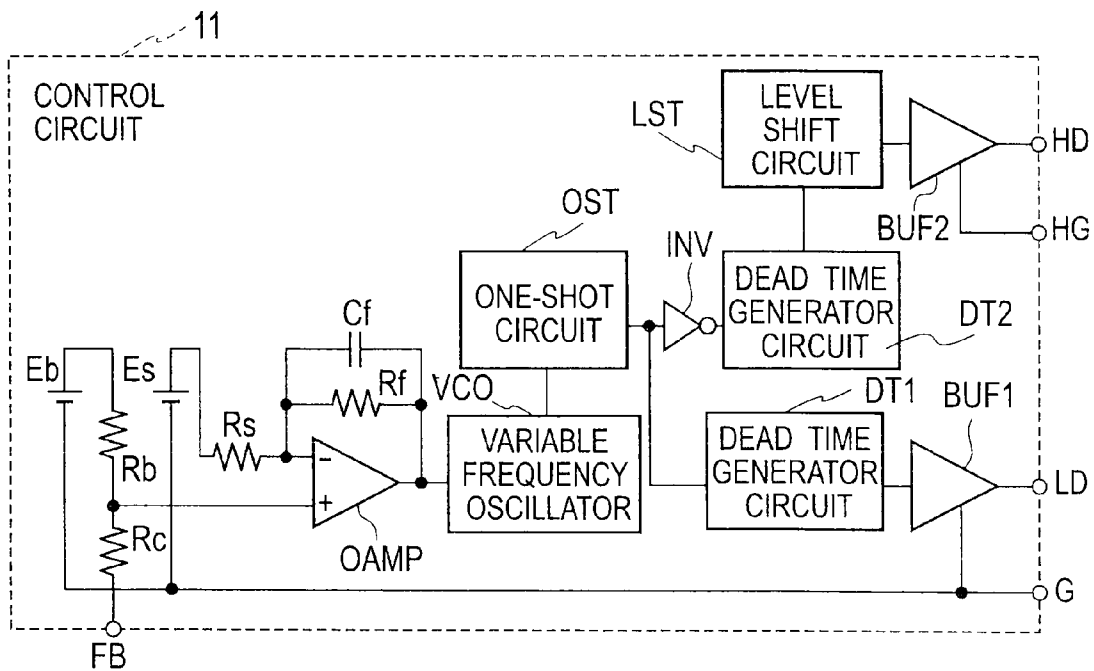 11
CONTROL
CIRCUIT
LEVEL
SHIFT
CIRCUIT
LST
HD
BUF2
HG
OST
INV
ONE-SHOT
CIRCUIT
DEAD TIME
GENERATOR
CIRCUIT
DT2
Cf
Eb
Es
Rf
VCO
DT1
BUF1
Rs
Rb
VARIABLE
FREQUENCY
OSCILLATOR
DEAD TIME
GENERATOR
CIRCUIT
LD
−
+
Rc
OAMP
G
FB